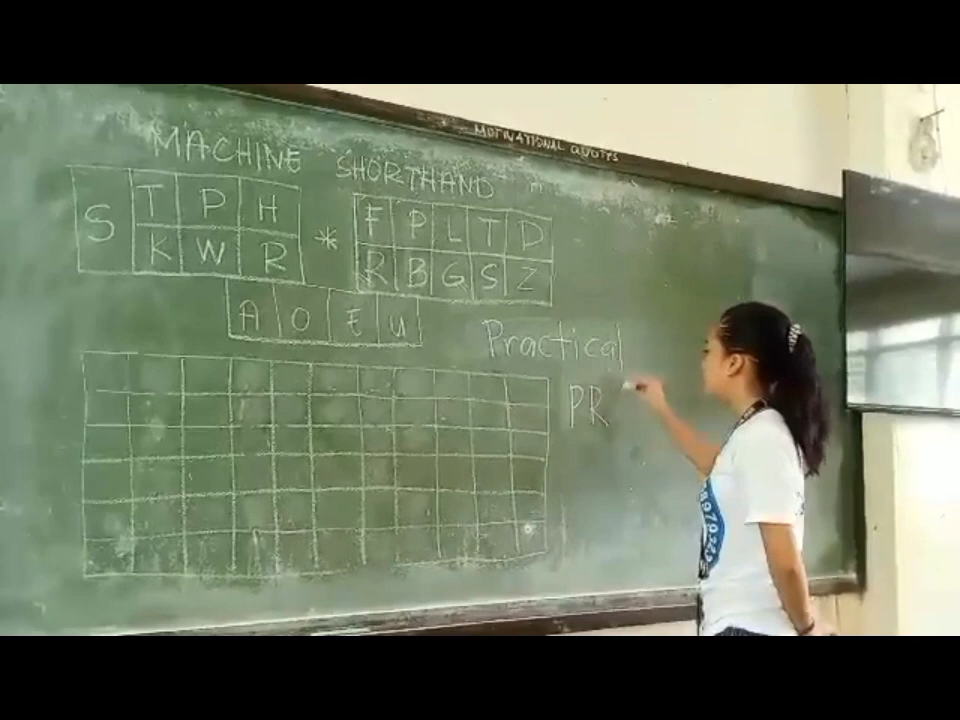 MOTIVATIONAL QUOTES
MACHINE SHORTHAND
S T P H * F P L T D
K W R R B G S Z
A O E U
Practical
PR